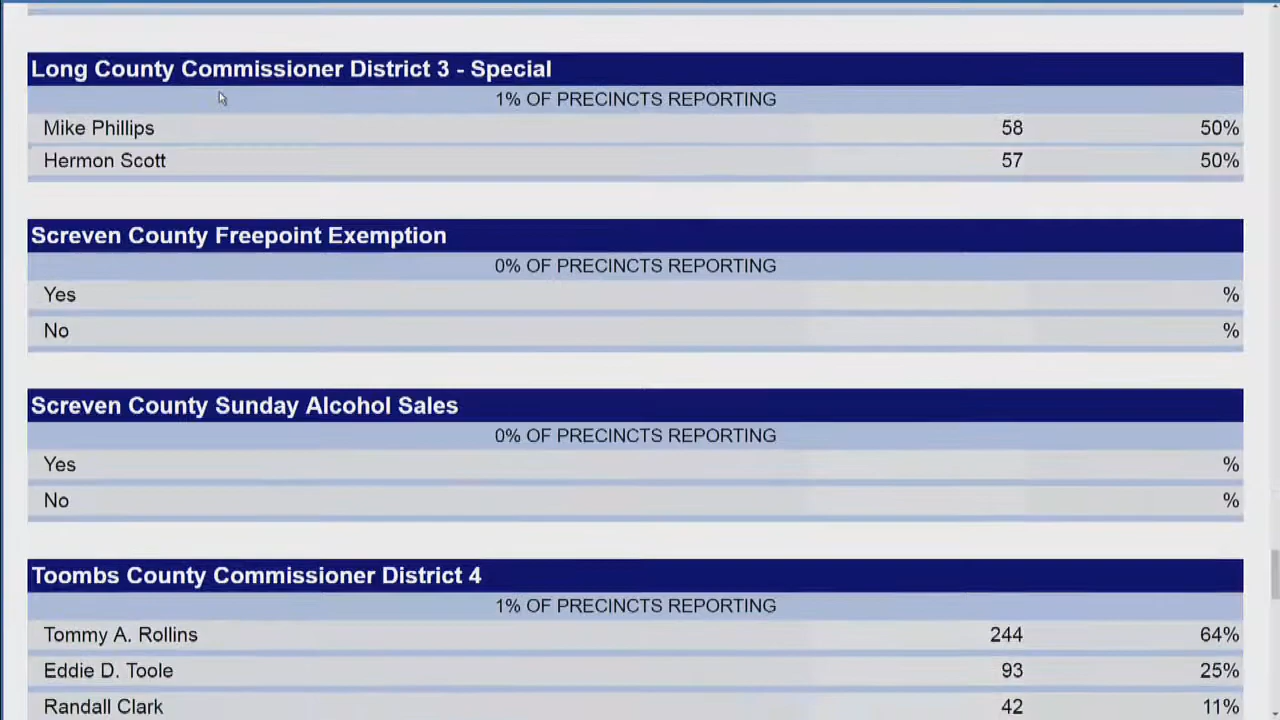 Long County Commissioner District 3 - Special
1% OF PRECINCTS REPORTING
Mike Phillips 58 50%
Hermon Scott 57 50%
Screven County Freepoint Exemption
0% OF PRECINCTS REPORTING
Yes %
No %
Screven County Sunday Alcohol Sales
0% OF PRECINCTS REPORTING
Yes %
No %
Toombs County Commissioner District 4
1% OF PRECINCTS REPORTING
Tommy A. Rollins 244 64%
Eddie D. Toole 93 25%
Randall Clark 42 11%